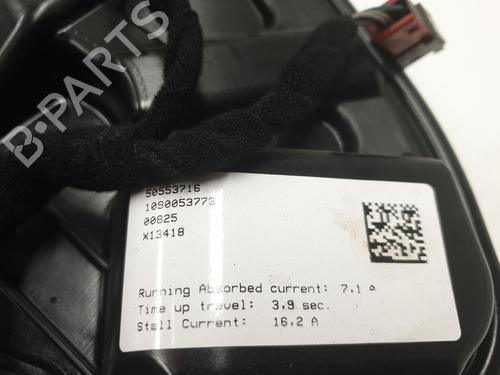 B-PARTS
50553716
1090053773
00825
X13418
Running Absorbed current: 7,1 A
Time up travel: 3,9 sec.
Stall Current: 16,2 A